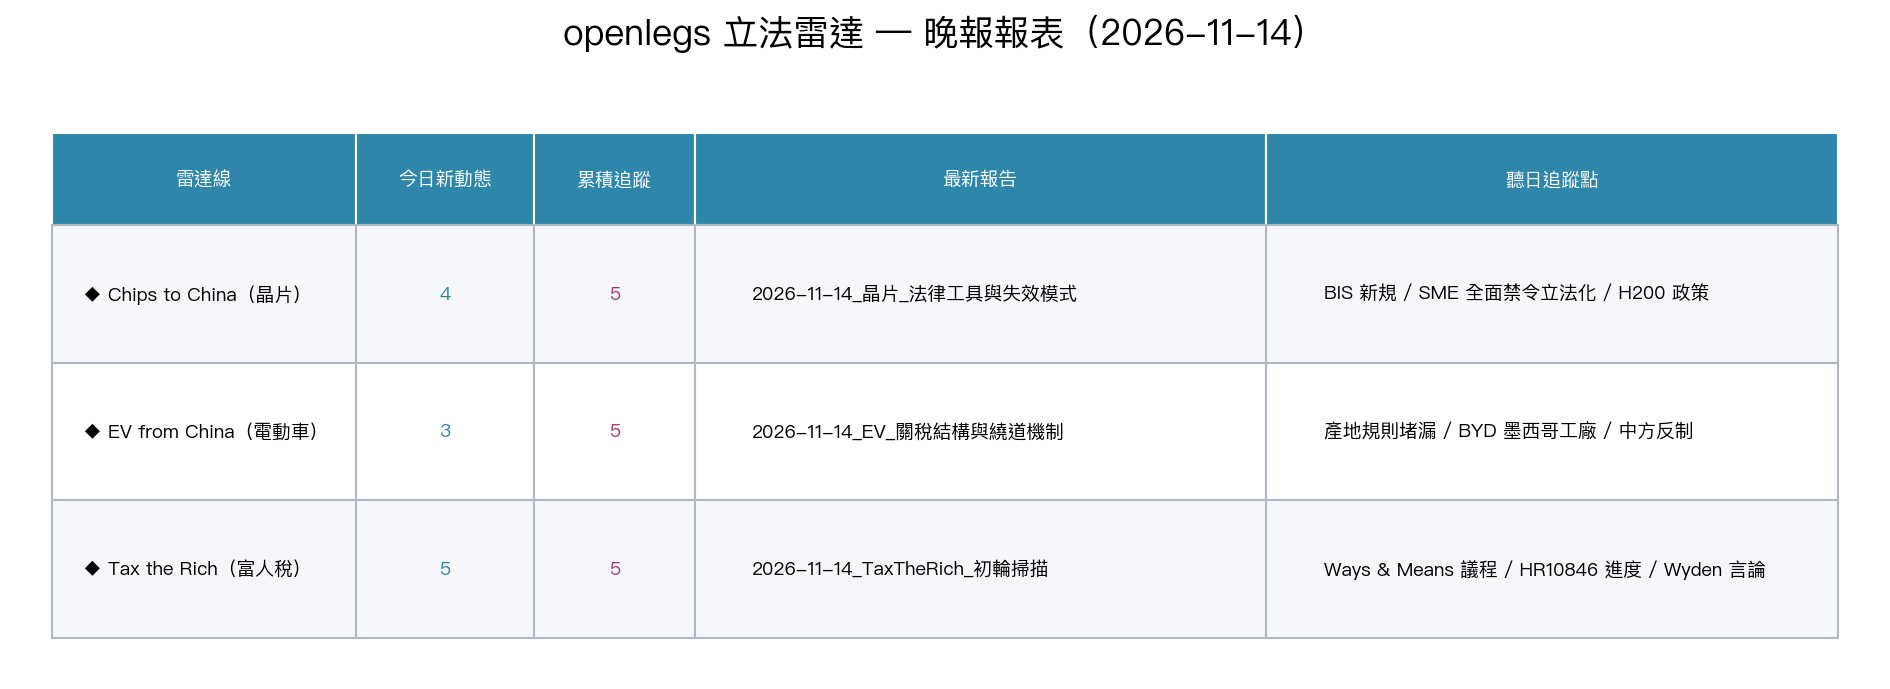 openlegs 立法雷達 — 晚報報表（2026-11-14）
雷達線 今日新動態 累積追蹤 最新報告 聽日追蹤點
◆ Chips to China（晶片） 4 5 2026-11-14_晶片_法律工具與失效模式 BIS 新規 / SME 全面禁令立法化 / H200 政策
◆ EV from China（電動車） 3 5 2026-11-14_EV_關稅結構與繞道機制 產地規則堵漏 / BYD 墨西哥工廠 / 中方反制
◆ Tax the Rich（富人稅） 5 5 2026-11-14_TaxTheRich_初輪掃描 Ways & Means 議程 / HR10846 進度 / Wyden 言論